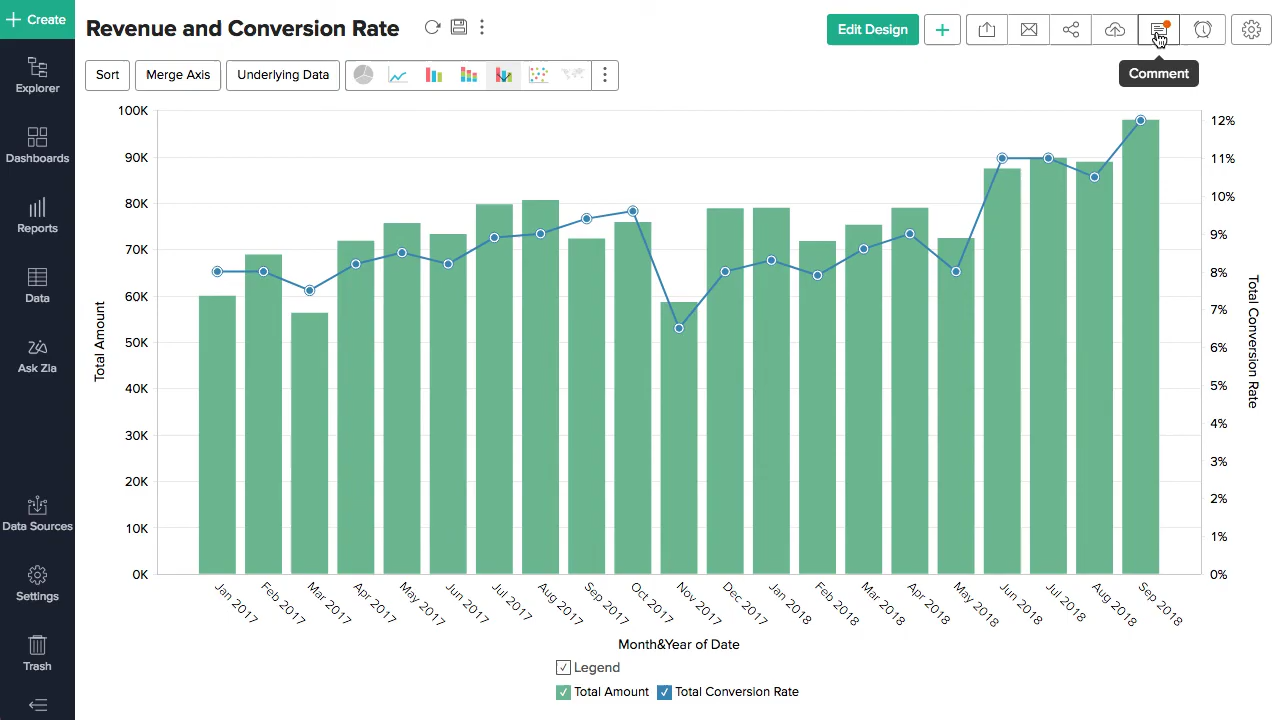 Create
Revenue and Conversion Rate
Edit Design
Comment
Sort
Merge Axis
Underlying Data
Explorer
Dashboards
Reports
Data
Ask Zia
Data Sources
Settings
Trash
Total Amount
100K
90K
80K
70K
60K
50K
40K
30K
20K
10K
0K
12%
11%
10%
9%
8%
7%
6%
5%
4%
3%
2%
1%
0%
Total Conversion Rate
Jan 2017
Feb 2017
Mar 2017
Apr 2017
May 2017
Jun 2017
Jul 2017
Aug 2017
Sep 2017
Oct 2017
Nov 2017
Dec 2017
Jan 2018
Feb 2018
Mar 2018
Apr 2018
May 2018
Jun 2018
Jul 2018
Aug 2018
Sep 2018
Month&Year of Date
Legend
Total Amount Total Conversion Rate